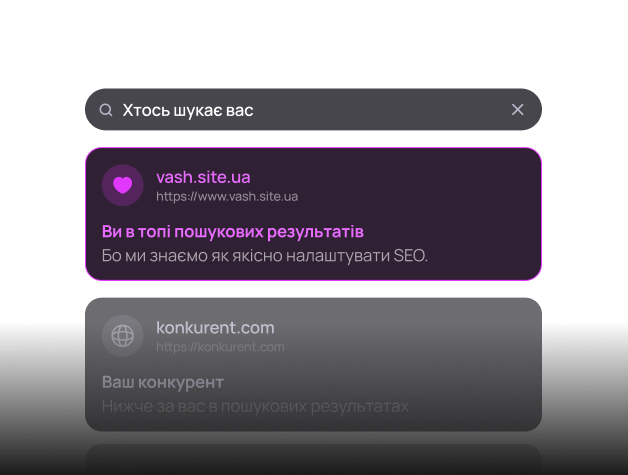 Хтось шукає вас
vash.site.ua
https://www.vash.site.ua
Ви в топі пошукових результатів
Бо ми знаємо як якісно налаштувати SEO.
konkurent.com
https://konkurent.com
Ваш конкурент
Нижче за вас в пошукових результатах